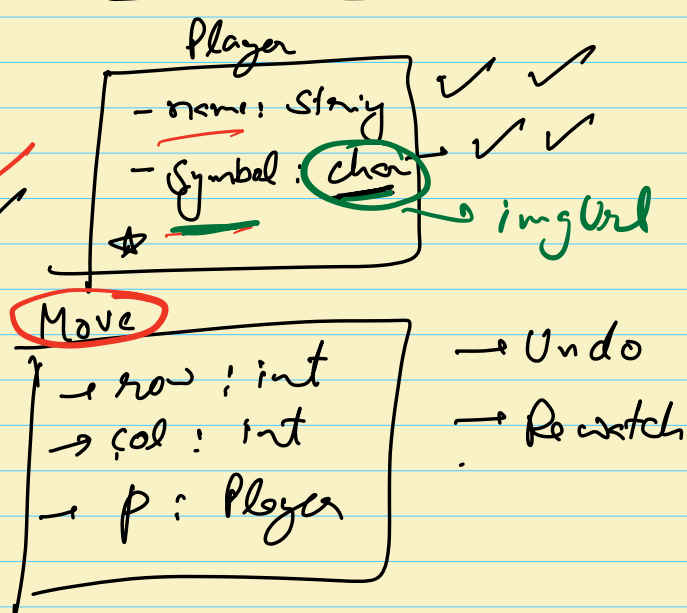 Player
- name: String
- Symbol : char
→ imgUrl
Move
→ row : int
→ col : int
→ p : Player
→ Undo
→ Rewatch